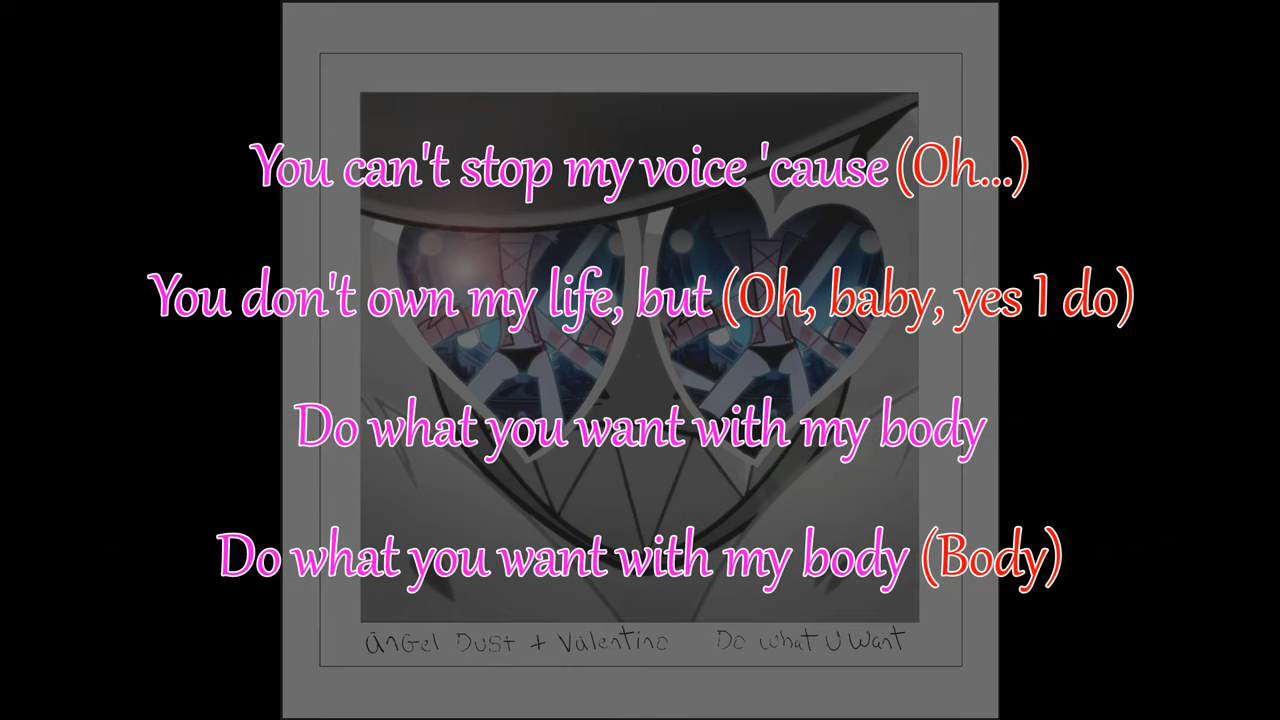 You can't stop my voice 'cause (Oh...)
You don't own my life, but (Oh, baby, yes I do)
Do what you want with my body
Do what you want with my body (Body)
Angel Dust + Valentino Do what U want